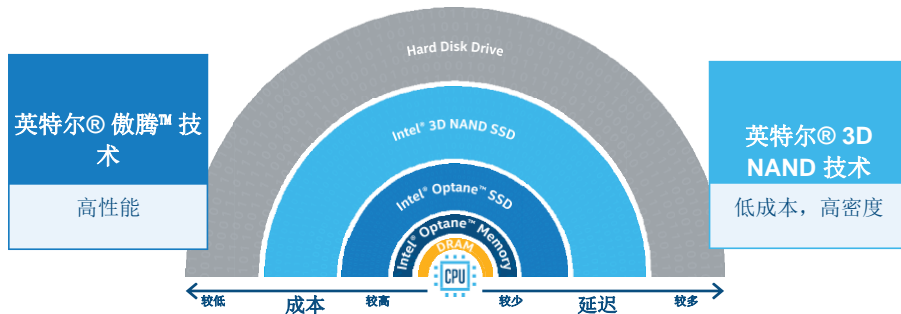 Hard Disk Drive
英特尔® 傲腾™ 技
术
高性能
Intel® 3D NAND SSD
英特尔® 3D
NAND 技术
低成本，高密度
Intel® Optane™ SSD
Intel® Optane™ Memory
DRAM
CPU
较低 成本 较高 较少 延迟 较多